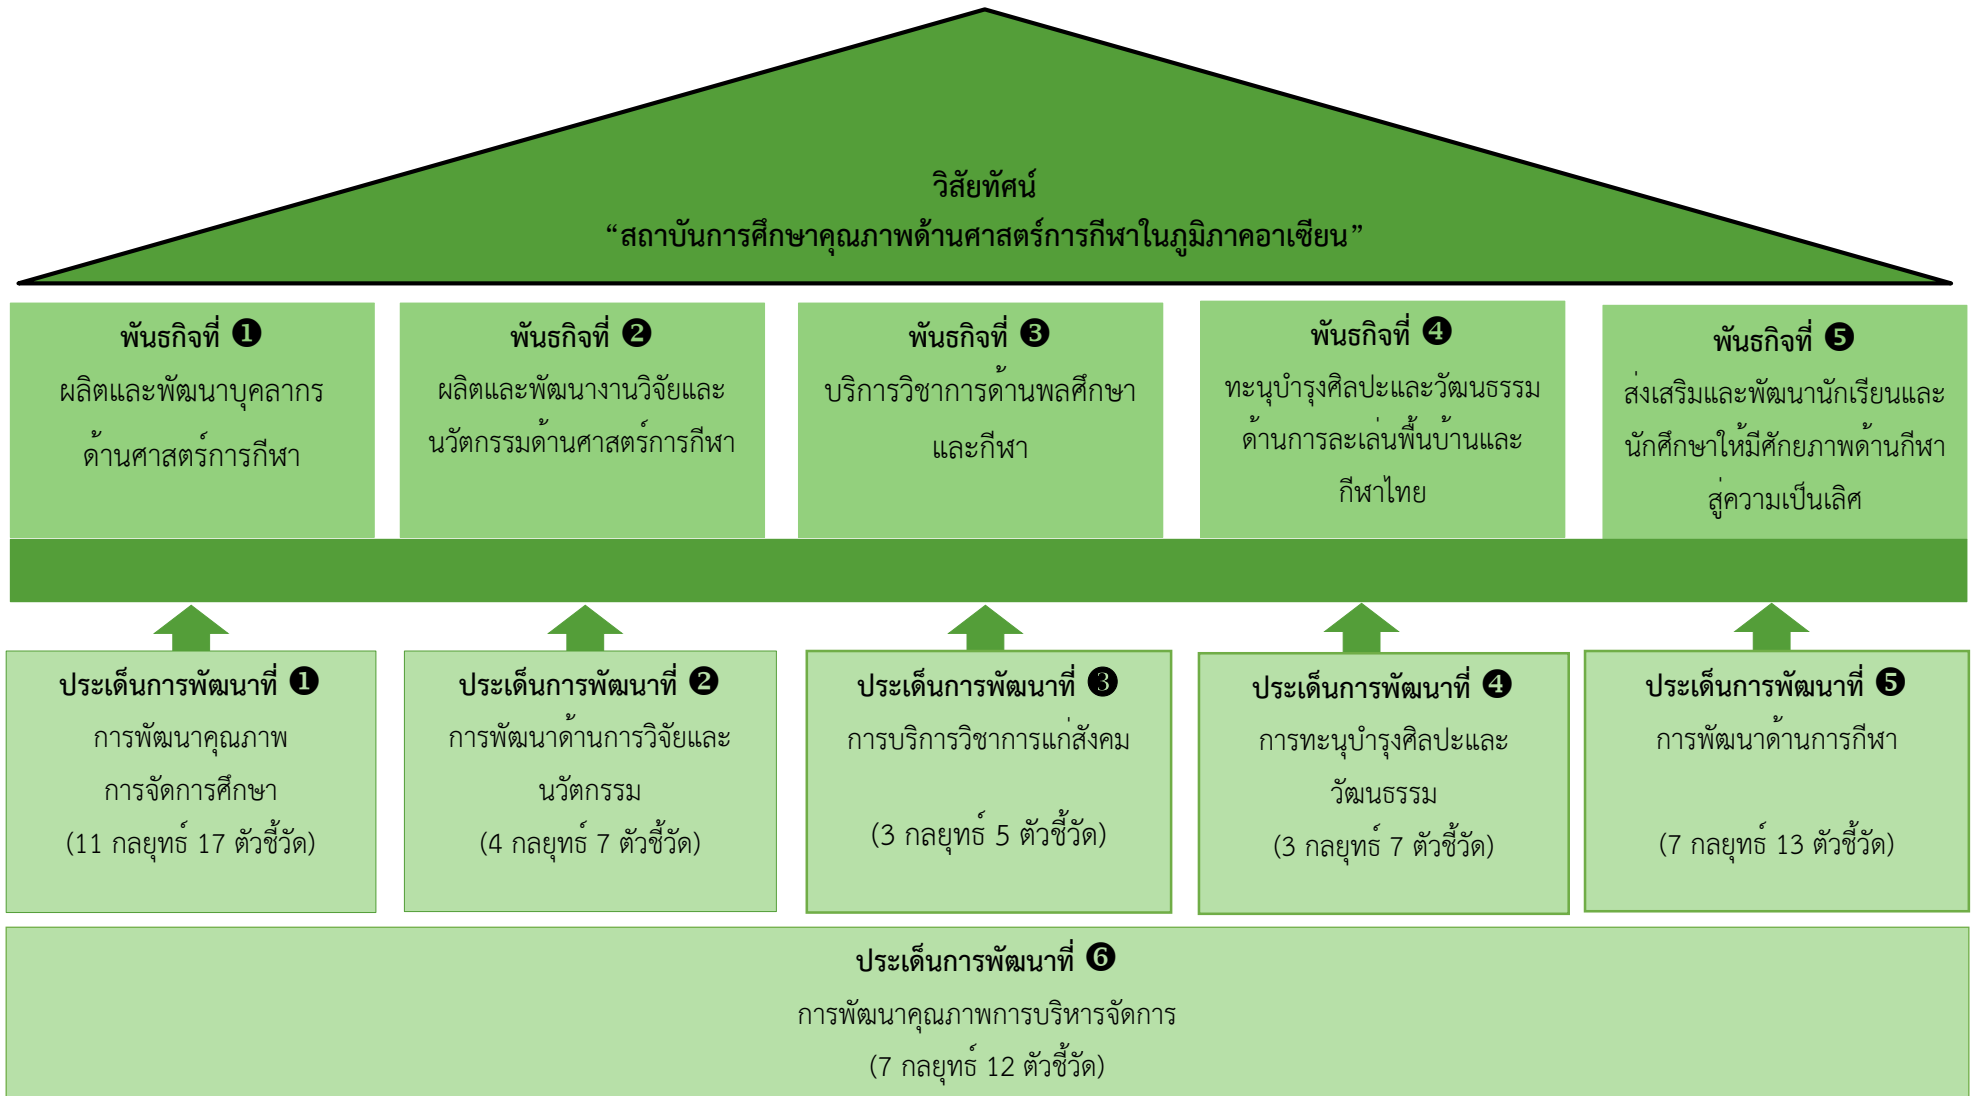 วิสัยทัศน์
“สถาบันการศึกษาคุณภาพด้านศาสตร์การกีฬาในภูมิภาคอาเซียน”
พันธกิจที่ ❶
ผลิตและพัฒนาบุคลากร
ด้านศาสตร์การกีฬา
พันธกิจที่ ❷
ผลิตและพัฒนางานวิจัยและ
นวัตกรรมด้านศาสตร์การกีฬา
พันธกิจที่ ❸
บริการวิชาการด้านพลศึกษา
และกีฬา
พันธกิจที่ ❹
ทะนุบำรุงศิลปะและวัฒนธรรม
ด้านการละเล่นพื้นบ้านและ
กีฬาไทย
พันธกิจที่ ❺
ส่งเสริมและพัฒนานักเรียนและ
นักศึกษาให้มีศักยภาพด้านกีฬา
สู่ความเป็นเลิศ
ประเด็นการพัฒนาที่ ❶
การพัฒนาคุณภาพ
การจัดการศึกษา
(11 กลยุทธ์ 17 ตัวชี้วัด)
ประเด็นการพัฒนาที่ ❷
การพัฒนาด้านการวิจัยและ
นวัตกรรม
(4 กลยุทธ์ 7 ตัวชี้วัด)
ประเด็นการพัฒนาที่ ❸
การบริการวิชาการแก่สังคม
(3 กลยุทธ์ 5 ตัวชี้วัด)
ประเด็นการพัฒนาที่ ❹
การทะนุบำรุงศิลปะและ
วัฒนธรรม
(3 กลยุทธ์ 7 ตัวชี้วัด)
ประเด็นการพัฒนาที่ ❺
การพัฒนาด้านการกีฬา
(7 กลยุทธ์ 13 ตัวชี้วัด)
ประเด็นการพัฒนาที่ ❻
การพัฒนาคุณภาพการบริหารจัดการ
(7 กลยุทธ์ 12 ตัวชี้วัด)